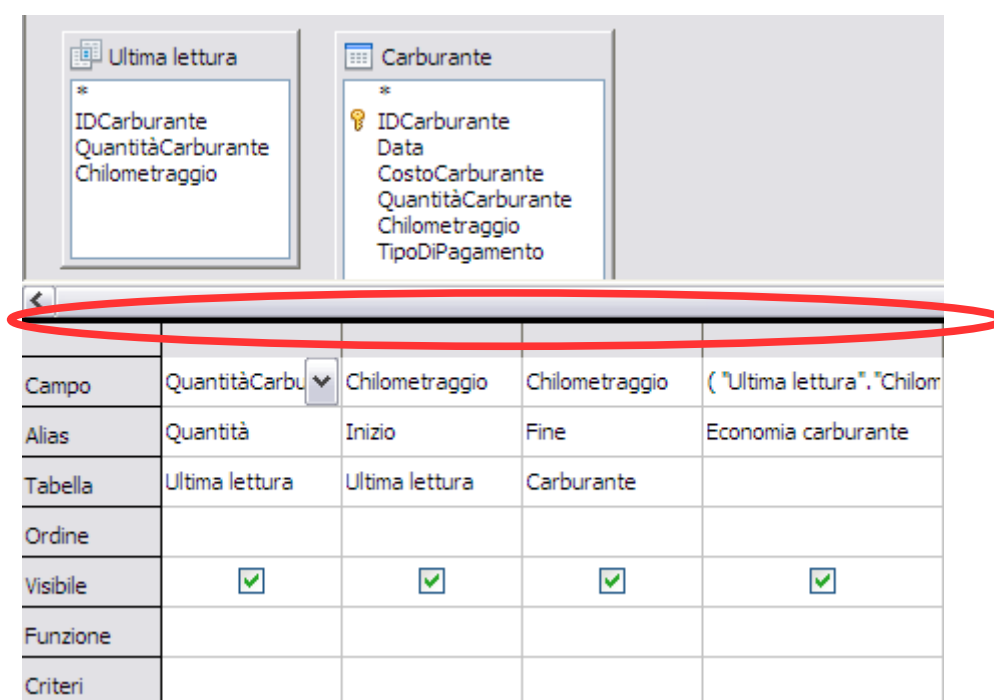 Ultima lettura
*
IDCarburante
QuantitàCarburante
Chilometraggio
Carburante
*
IDCarburante
Data
CostoCarburante
QuantitàCarburante
Chilometraggio
TipoDiPagamento
Campo QuantitàCarbu Chilometraggio Chilometraggio ( "Ultima lettura"."Chilom
Alias Quantità Inizio Fine Economia carburante
Tabella Ultima lettura Ultima lettura Carburante
Ordine
Visibile
Funzione
Criteri